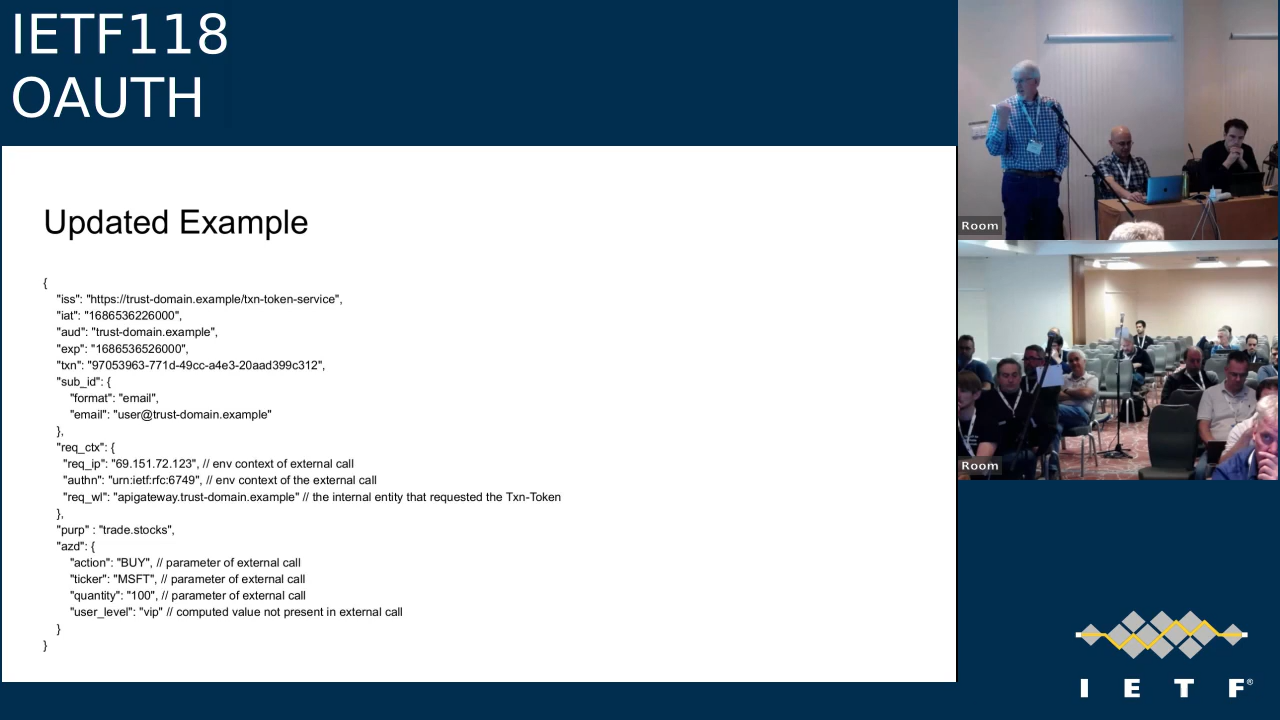 IETF118
OAUTH
Updated Example
{
"iss": "https://trust-domain.example/txn-token-service",
"iat": "1686536226000",
"aud": "trust-domain.example",
"exp": "1686536526000",
"txn": "97053963-771d-49cc-a4e3-20aad399c312",
"sub_id": {
"format": "email",
"email": "user@trust-domain.example"
},
"req_ctx": {
"req_ip": "69.151.72.123", // env context of external call
"authn": "urn:ietf:rfc:6749", // env context of the external call
"req_wl": "apigateway.trust-domain.example" // the internal entity that requested the Txn-Token
},
"purp" : "trade.stocks",
"azd": {
"action": "BUY", // parameter of external call
"ticker": "MSFT", // parameter of external call
"quantity": "100", // parameter of external call
"user_level": "vip" // computed value not present in external call
}
}
Room
Room
I E T F®